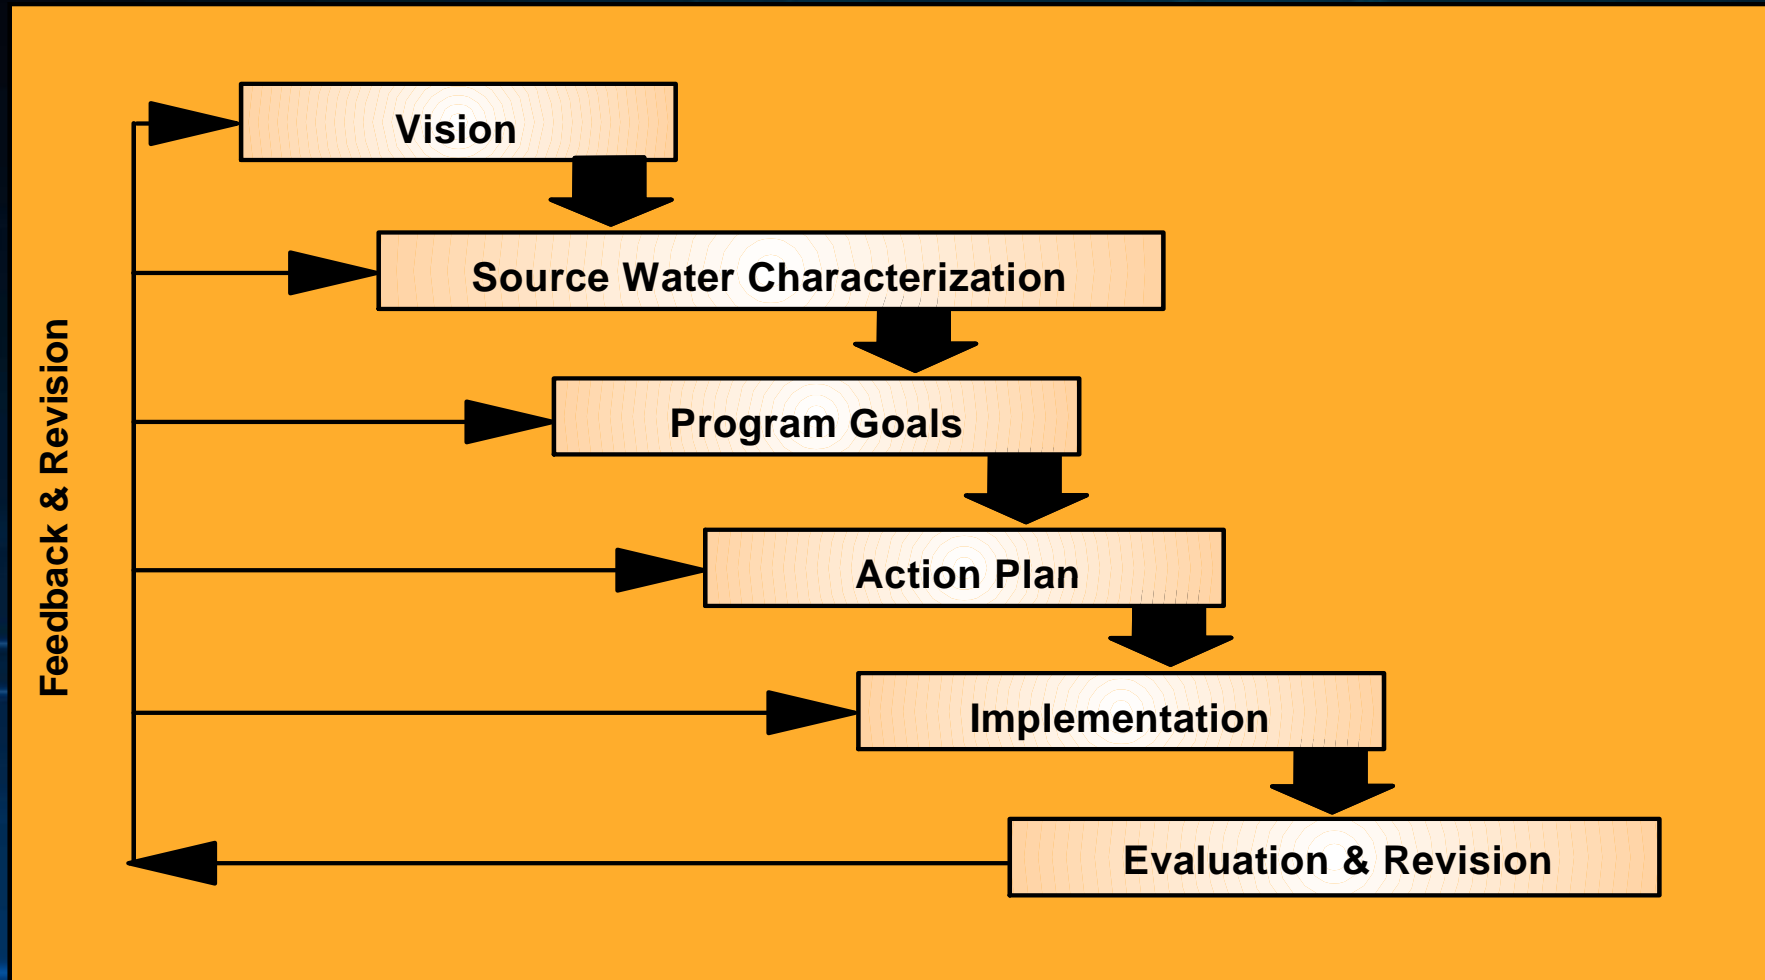 Vision
Source Water Characterization
Program Goals
Action Plan
Implementation
Evaluation & Revision
Feedback & Revision